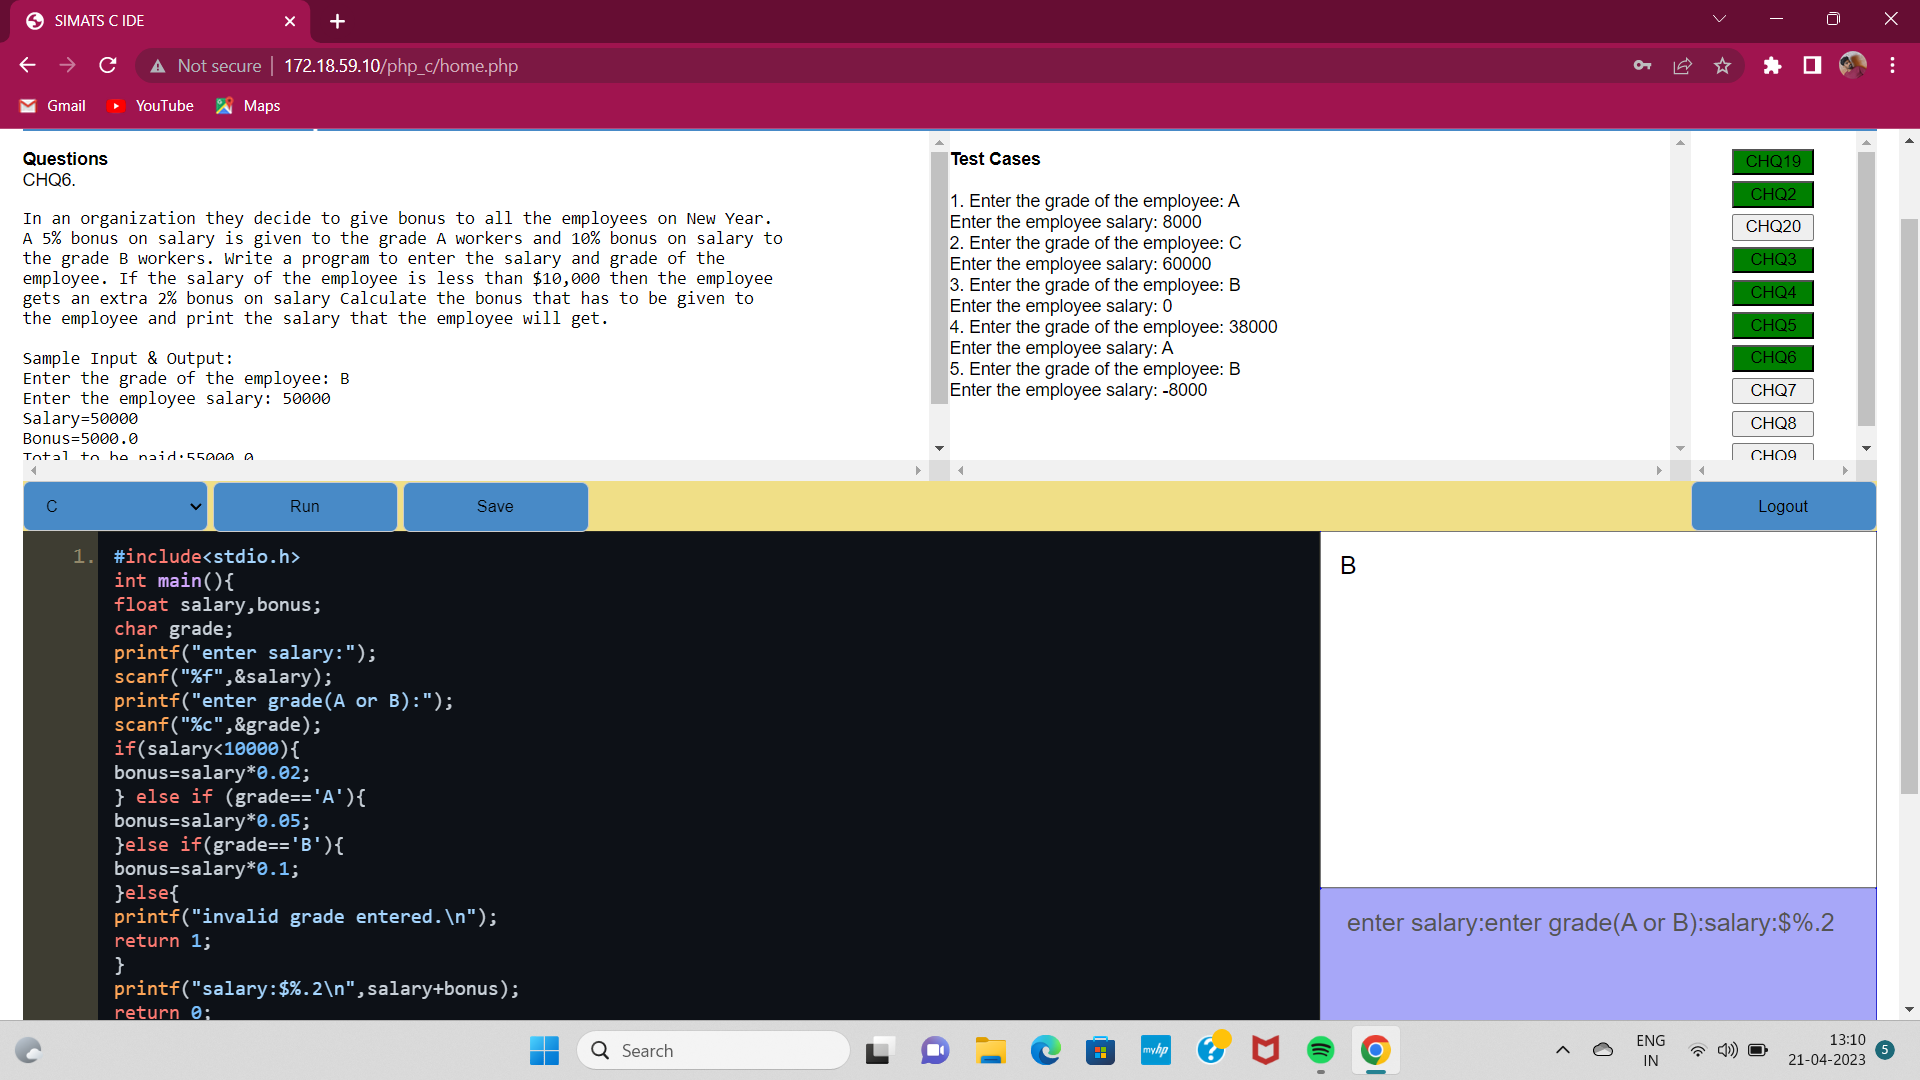 SIMATS C IDE
Not secure
172.18.59.10/php_c/home.php
Gmail
YouTube
Maps
Questions
CHQ6.
In an organization they decide to give bonus to all the employees on New Year.
A 5% bonus on salary is given to the grade A workers and 10% bonus on salary to
the grade B workers. Write a program to enter the salary and grade of the
employee. If the salary of the employee is less than $10,000 then the employee
gets an extra 2% bonus on salary Calculate the bonus that has to be given to
the employee and print the salary that the employee will get.
Sample Input & Output:
Enter the grade of the employee: B
Enter the employee salary: 50000
Salary=50000
Bonus=5000.0
Total to be paid:55000.0
Test Cases
1. Enter the grade of the employee: A
Enter the employee salary: 8000
2. Enter the grade of the employee: C
Enter the employee salary: 60000
3. Enter the grade of the employee: B
Enter the employee salary: 0
4. Enter the grade of the employee: 38000
Enter the employee salary: A
5. Enter the grade of the employee: B
Enter the employee salary: -8000
CHQ19
CHQ2
CHQ20
CHQ3
CHQ4
CHQ5
CHQ6
CHQ7
CHQ8
CHQ9
C
Run
Save
Logout
1.
#include<stdio.h>
int main(){
float salary,bonus;
char grade;
printf("enter salary:");
scanf("%f",&salary);
printf("enter grade(A or B):");
scanf("%c",&grade);
if(salary<10000){
bonus=salary*0.02;
} else if (grade=='A'){
bonus=salary*0.05;
}else if(grade=='B'){
bonus=salary*0.1;
}else{
printf("invalid grade entered.\n");
return 1;
}
printf("salary:$%.2\n",salary+bonus);
return 0;
B
enter salary:enter grade(A or B):salary:$%.2
Search
myhp
ENG
IN
13:10
21-04-2023
5